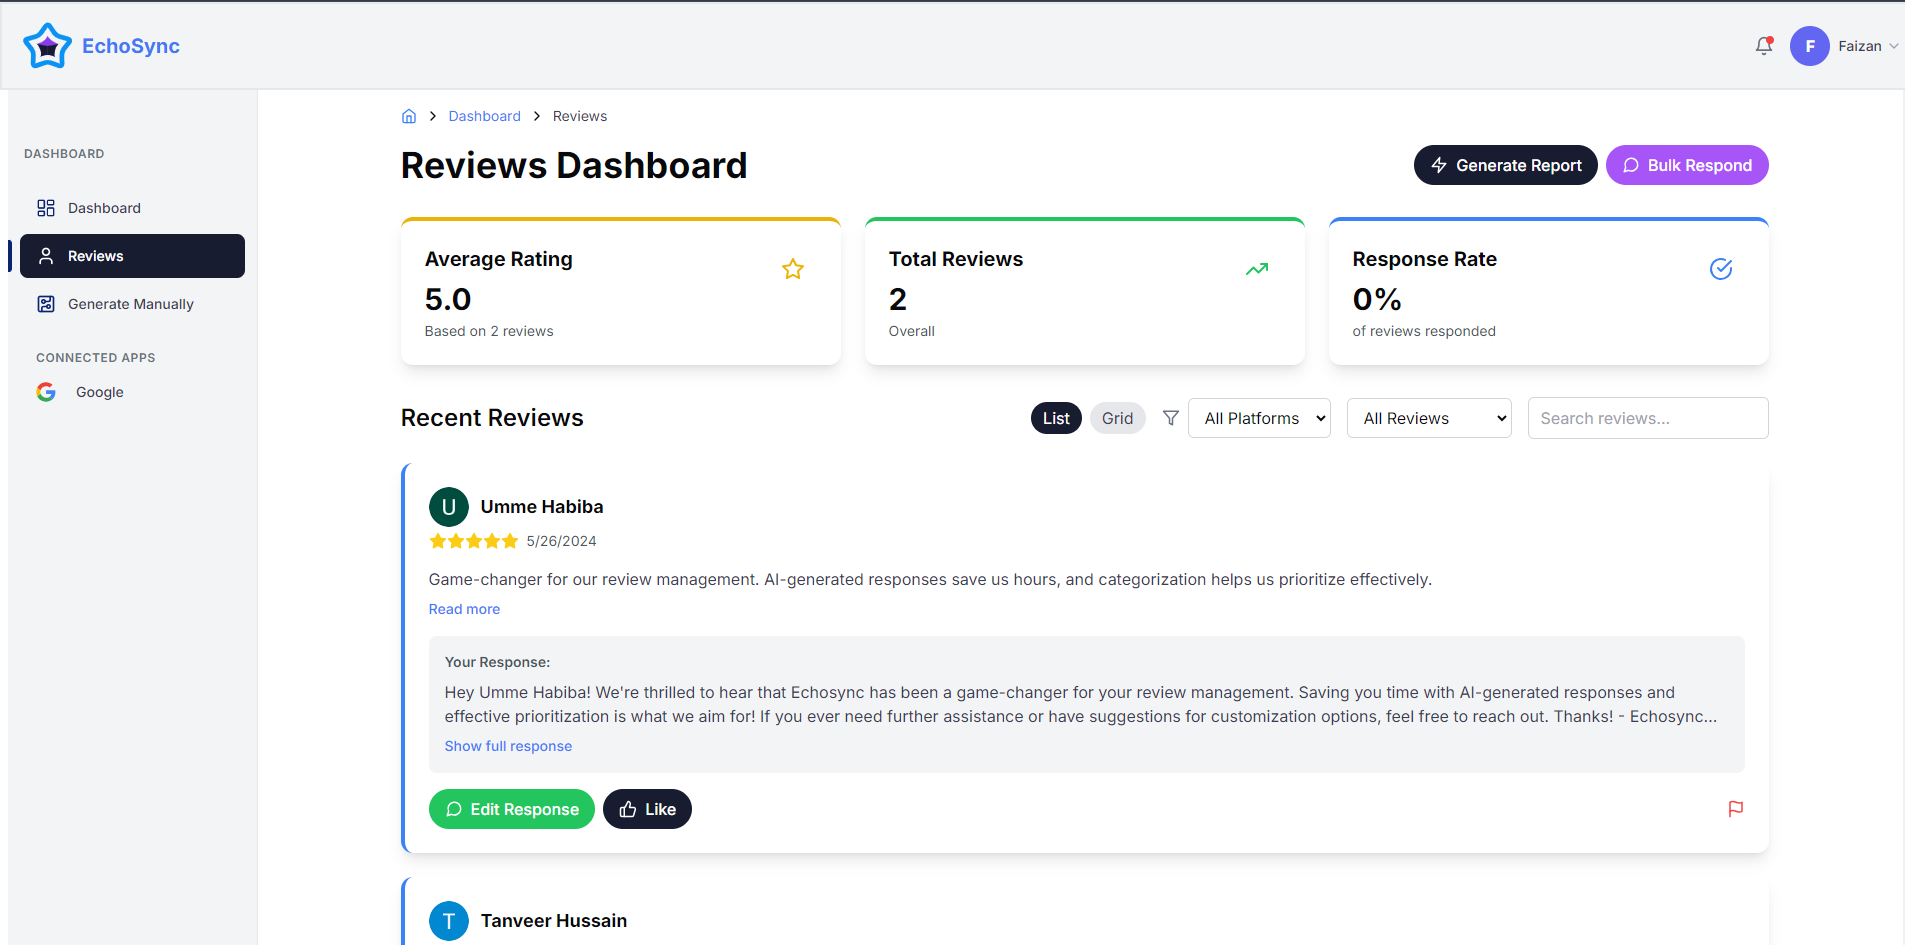 EchoSync
F
Faizan
DASHBOARD
Dashboard
Reviews
Generate Manually
CONNECTED APPS
Google
Dashboard
Reviews
Reviews Dashboard
Generate Report
Bulk Respond
Average Rating
5.0
Based on 2 reviews
Total Reviews
2
Overall
Response Rate
0%
of reviews responded
Recent Reviews
List
Grid
All Platforms
All Reviews
Search reviews...
U
Umme Habiba
5/26/2024
Game-changer for our review management. AI-generated responses save us hours, and categorization helps us prioritize effectively.
Read more
Your Response:
Hey Umme Habiba! We're thrilled to hear that Echosync has been a game-changer for your review management. Saving you time with AI-generated responses and
effective prioritization is what we aim for! If you ever need further assistance or have suggestions for customization options, feel free to reach out. Thanks! - Echosync...
Show full response
Edit Response
Like
T
Tanveer Hussain